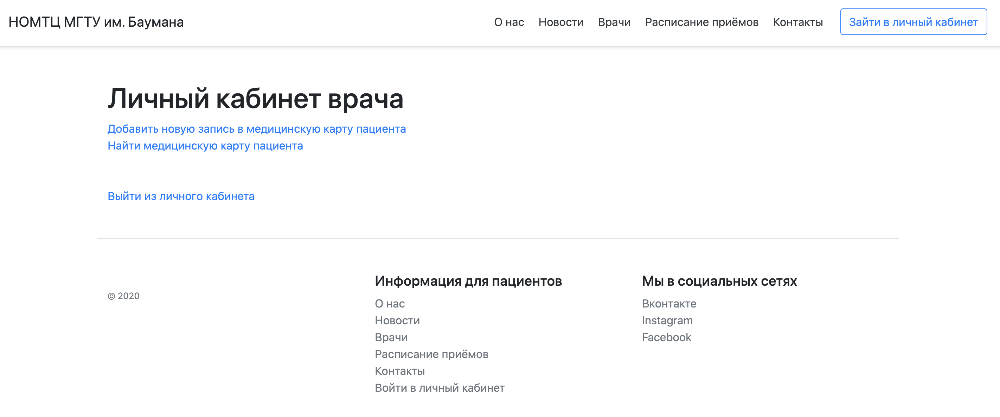 НОМТЦ МГТУ им. Баумана
О нас Новости Врачи Расписание приёмов Контакты Зайти в личный кабинет
Личный кабинет врача
Добавить новую запись в медицинскую карту пациента
Найти медицинскую карту пациента
Выйти из личного кабинета
© 2020
Информация для пациентов
О нас
Новости
Врачи
Расписание приёмов
Контакты
Войти в личный кабинет
Мы в социальных сетях
Вконтакте
Instagram
Facebook